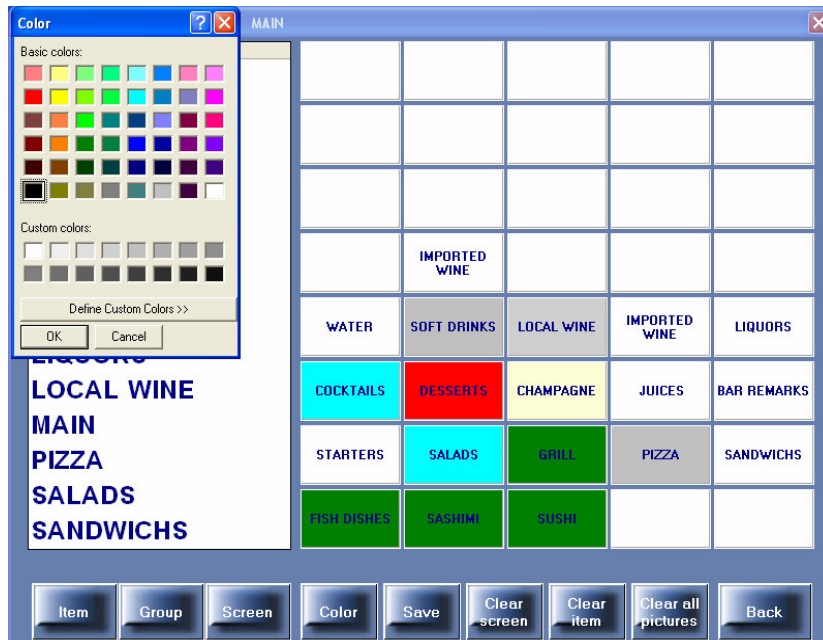 Color
MAIN
Basic colors:
Custom colors:
Define Custom Colors >>
OK
Cancel
LIQUORS
LOCAL WINE
MAIN
PIZZA
SALADS
SANDWICHS
IMPORTED
WINE
WATER
SOFT DRINKS
LOCAL WINE
IMPORTED
WINE
LIQUORS
COCKTAILS
DESSERTS
CHAMPAGNE
JUICES
BAR REMARKS
STARTERS
SALADS
GRILL
PIZZA
SANDWICHS
FISH DISHES
SASHIMI
SUSHI
Item
Group
Screen
Color
Save
Clear
screen
Clear
item
Clear all
pictures
Back